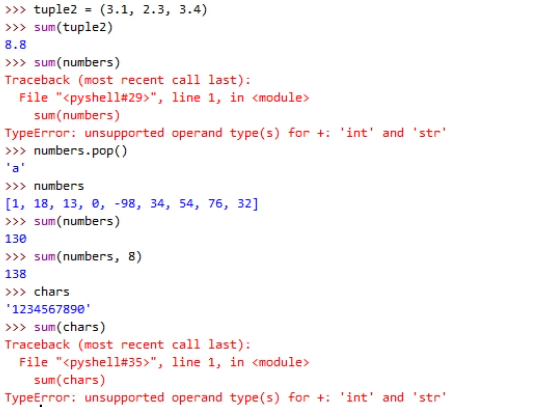 >>> tuple2 = (3.1, 2.3, 3.4)
>>> sum(tuple2)
8.8
>>> sum(numbers)
Traceback (most recent call last):
  File "<pyshell#29>", line 1, in <module>
    sum(numbers)
TypeError: unsupported operand type(s) for +: 'int' and 'str'
>>> numbers.pop()
'a'
>>> numbers
[1, 18, 13, 0, -98, 34, 54, 76, 32]
>>> sum(numbers)
130
>>> sum(numbers, 8)
138
>>> chars
'1234567890'
>>> sum(chars)
Traceback (most recent call last):
  File "<pyshell#35>", line 1, in <module>
    sum(chars)
TypeError: unsupported operand type(s) for +: 'int' and 'str'